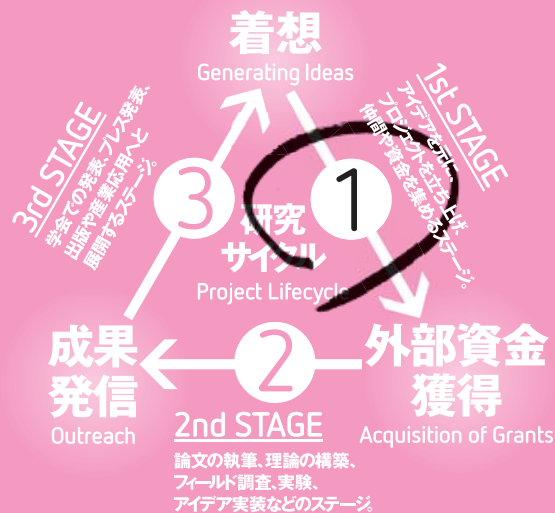 着想
Generating Ideas
1st STAGE
アイデアを元に、
プロジェクトを立ち上げ、
仲間や資金を集めるステージ。
1
3rd STAGE
学会での発表、プレス発表、
出版や産業応用へと
展開するステージ。
3
研究
サイクル
Project Lifecycle
外部資金
獲得
Acquisition of Grants
2
2nd STAGE
論文の執筆、理論の構築、
フィールド調査、実験、
アイデア実装などのステージ。
成果
発信
Outreach